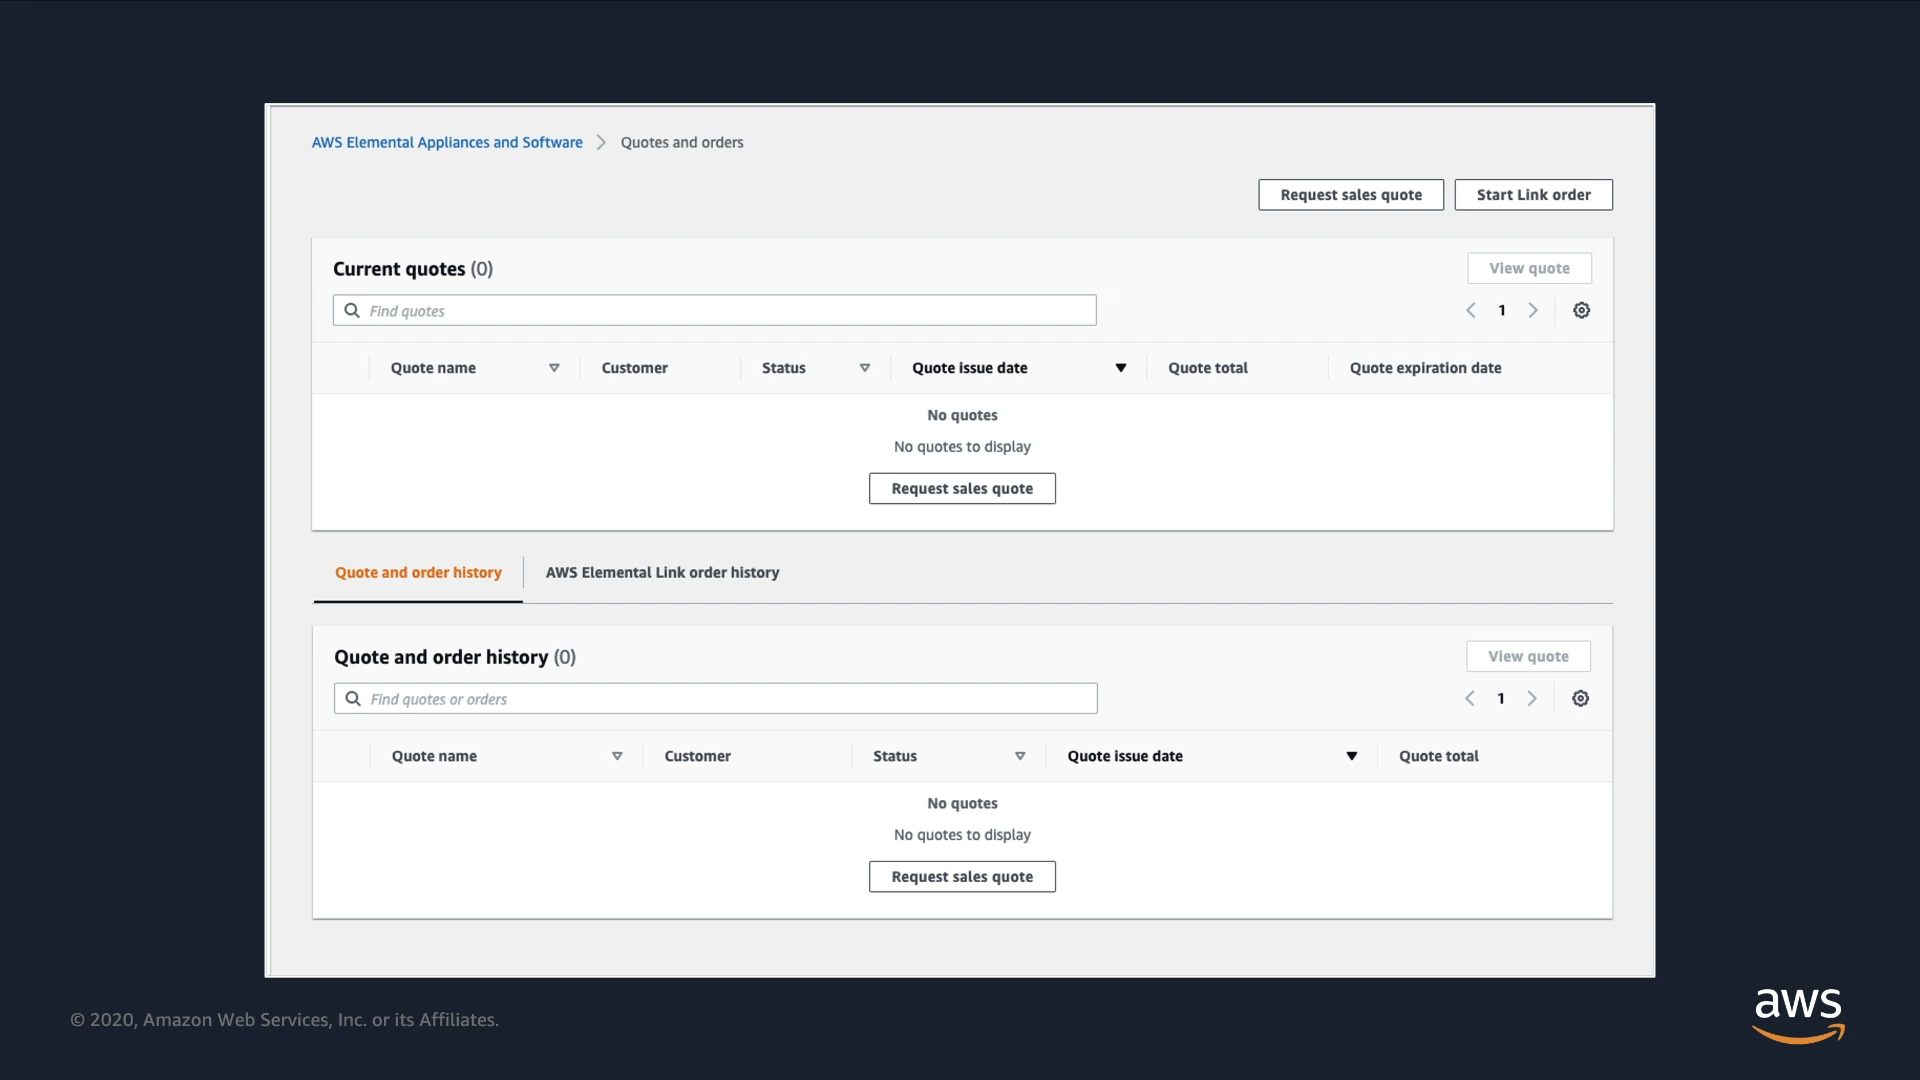 AWS Elemental Appliances and Software > Quotes and orders
Request sales quote Start Link order
Current quotes (0) View quote
Find quotes 1
Quote name Customer Status Quote issue date Quote total Quote expiration date
No quotes
No quotes to display
Request sales quote
Quote and order history AWS Elemental Link order history
Quote and order history (0) View quote
Find quotes or orders 1
Quote name Customer Status Quote issue date Quote total
No quotes
No quotes to display
Request sales quote
© 2020, Amazon Web Services, Inc. or its Affiliates.
aws